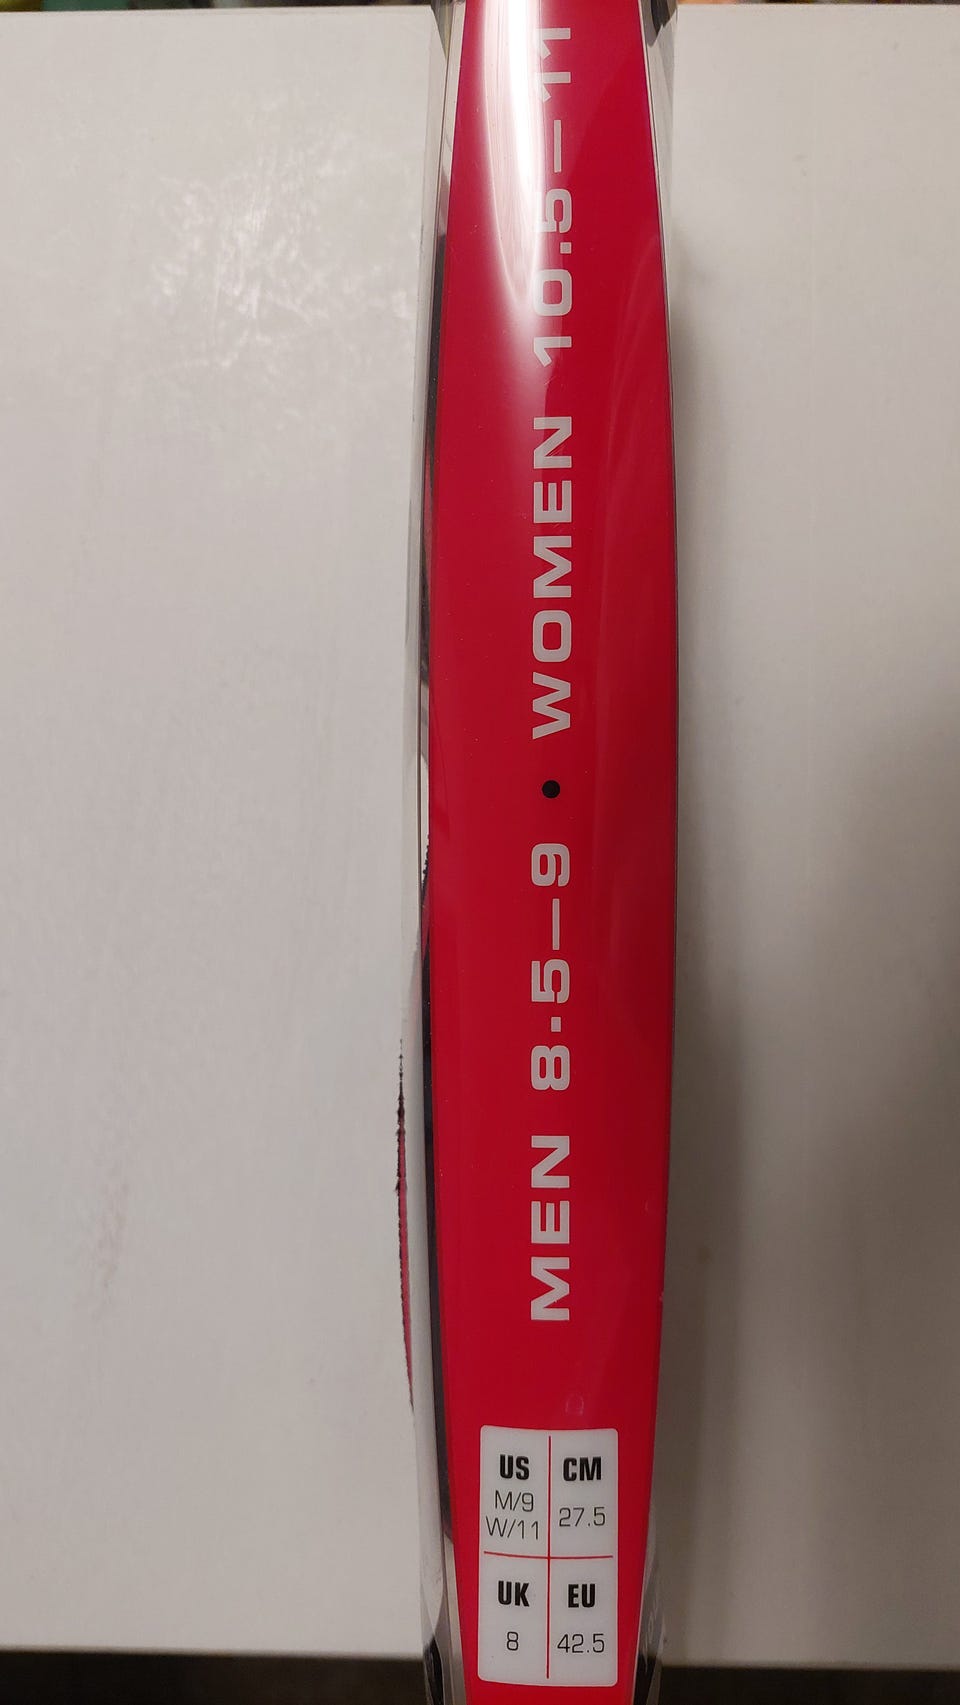 MEN 8.5–9 • WOMEN 10.5–11
US
M/9
W/11
CM
27.5
UK
8
EU
42.5